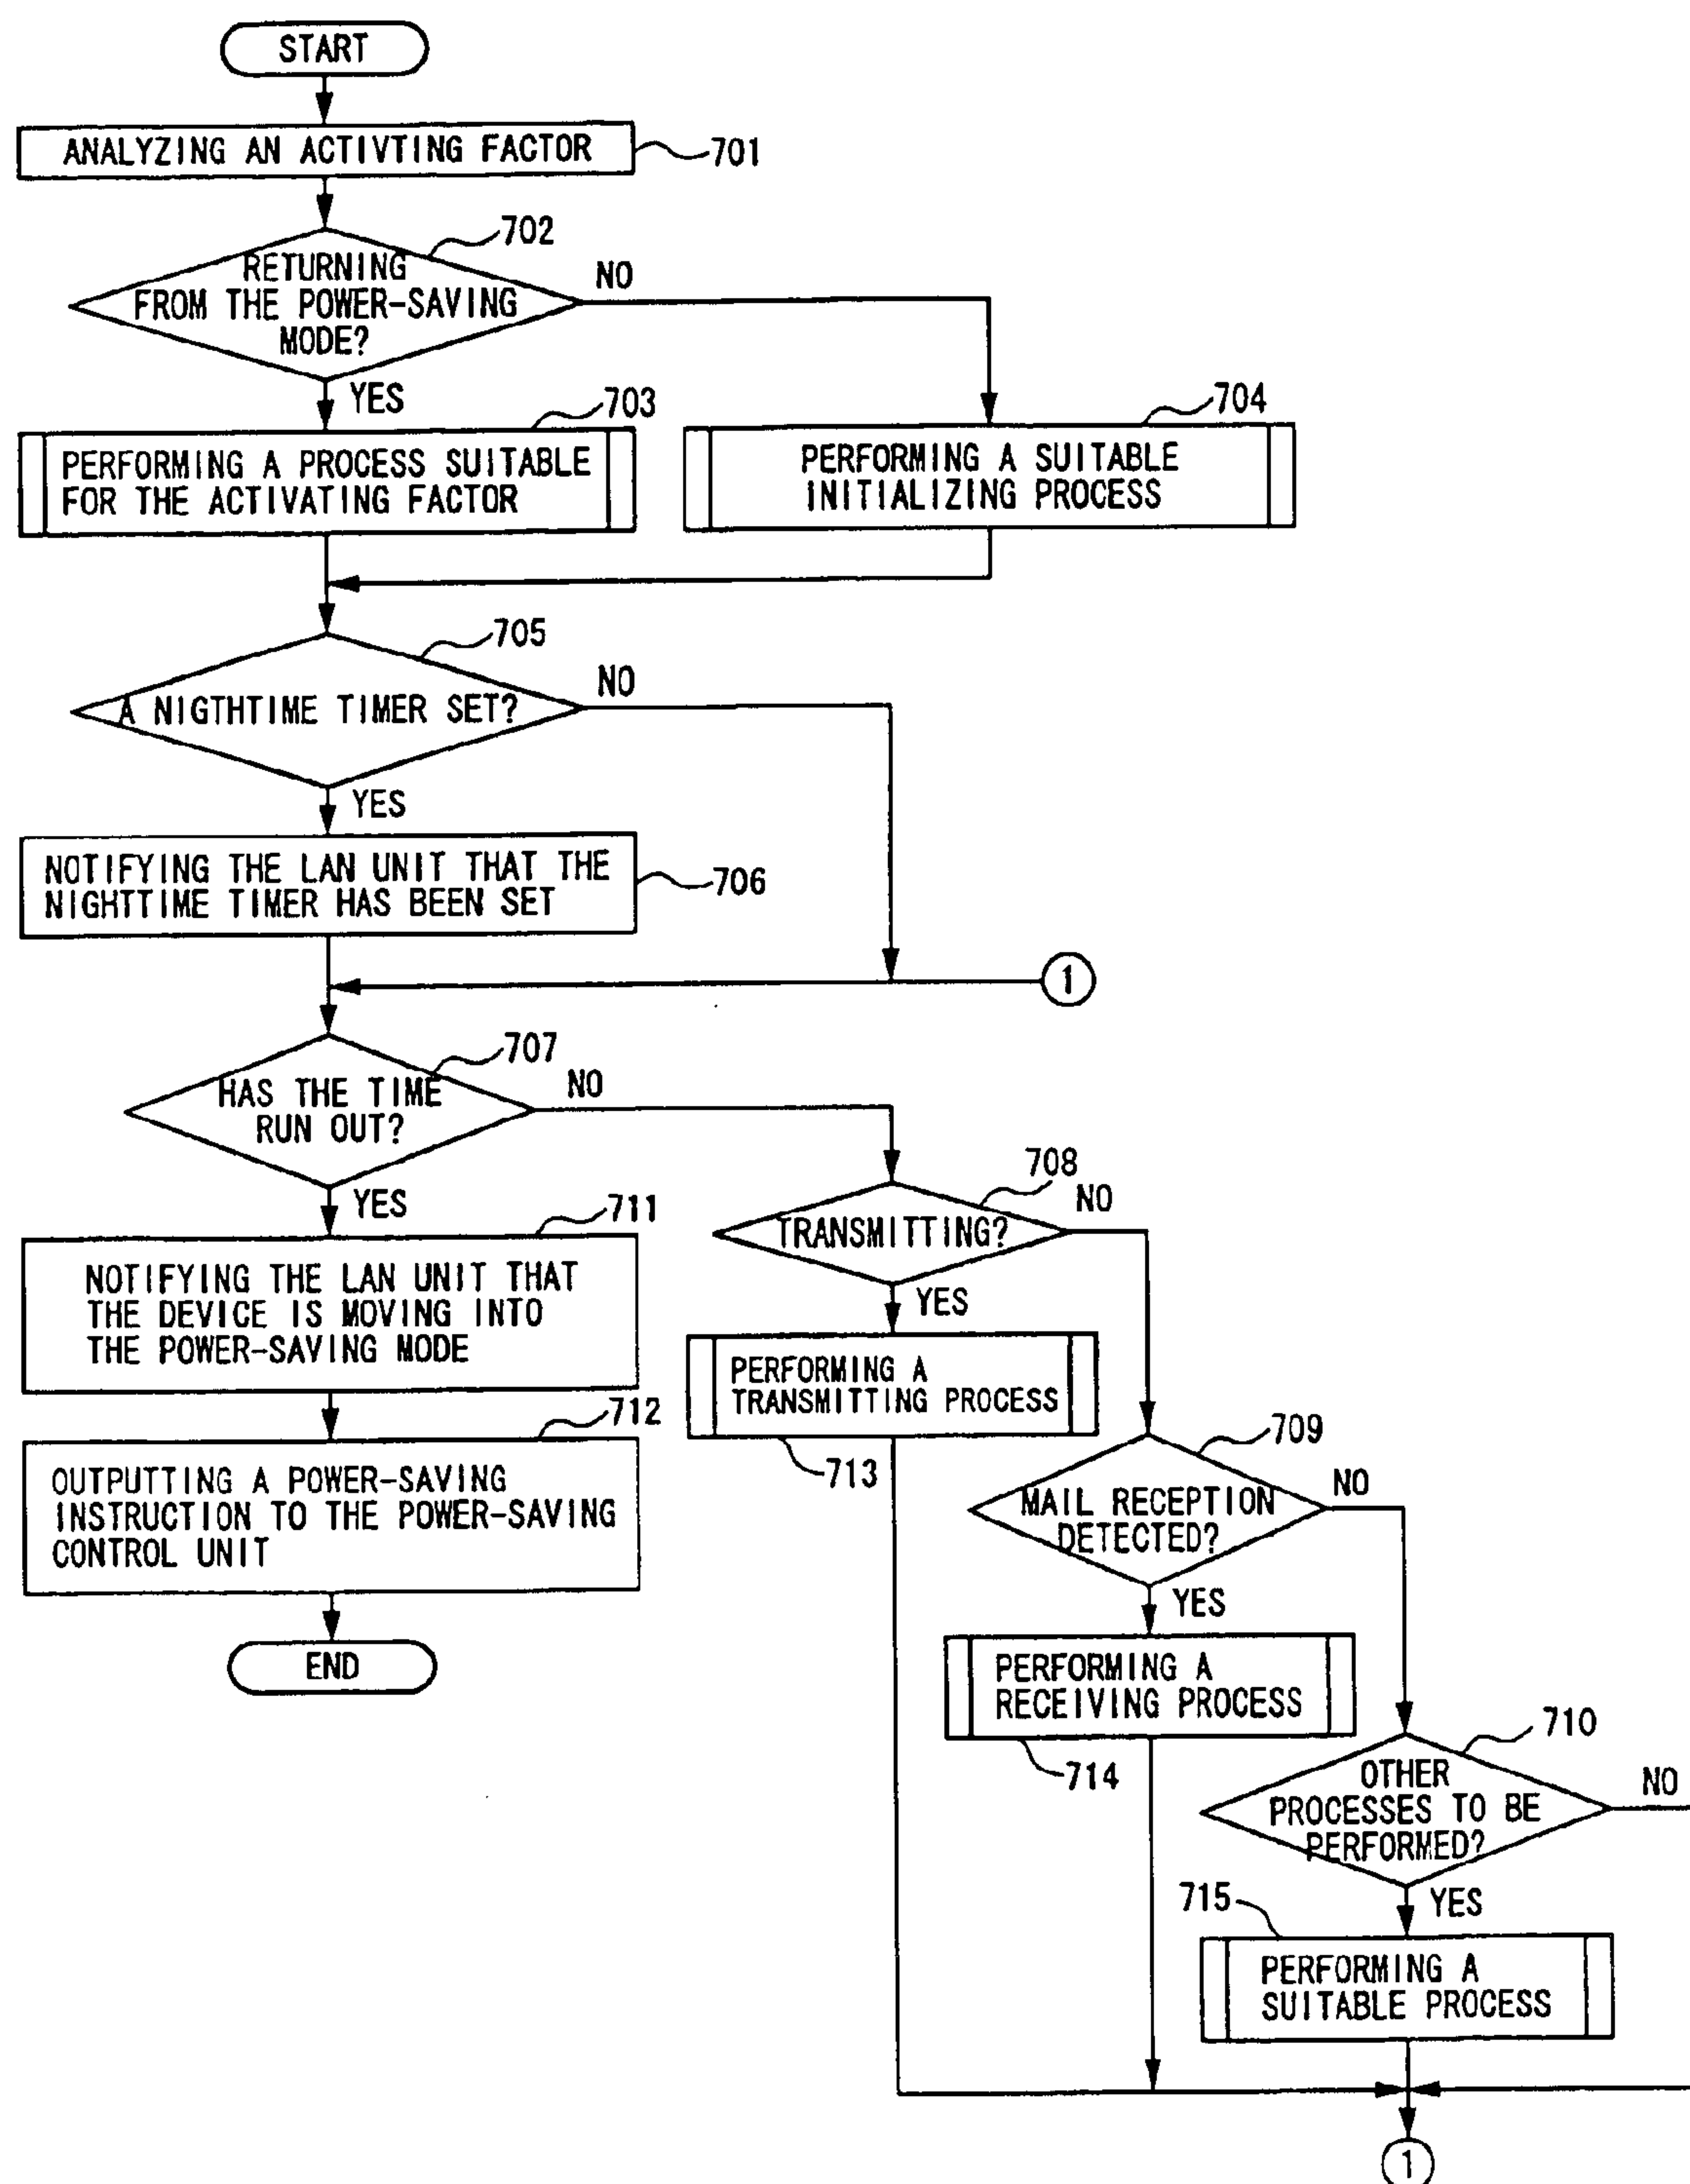 START
ANALYZING AN ACTIVTING FACTOR
701
702
RETURNING
FROM THE POWER-SAVING
MODE?
NO
YES
703
PERFORMING A PROCESS SUITABLE
FOR THE ACTIVATING FACTOR
704
PERFORMING A SUITABLE
INITIALIZING PROCESS
705
A NIGTHTIME TIMER SET?
NO
YES
NOTIFYING THE LAN UNIT THAT THE
NIGHTTIME TIMER HAS BEEN SET
706
1
707
HAS THE TIME
RUN OUT?
NO
YES
708
TRANSMITTING?
NO
YES
711
NOTIFYING THE LAN UNIT THAT
THE DEVICE IS MOVING INTO
THE POWER-SAVING MODE
PERFORMING A
TRANSMITTING PROCESS
713
712
OUTPUTTING A POWER-SAVING
INSTRUCTION TO THE POWER-SAVING
CONTROL UNIT
END
709
MAIL RECEPTION
DETECTED?
NO
YES
PERFORMING A
RECEIVING PROCESS
714
710
OTHER
PROCESSES TO BE
PERFORMED?
NO
YES
715
PERFORMING A
SUITABLE PROCESS
1